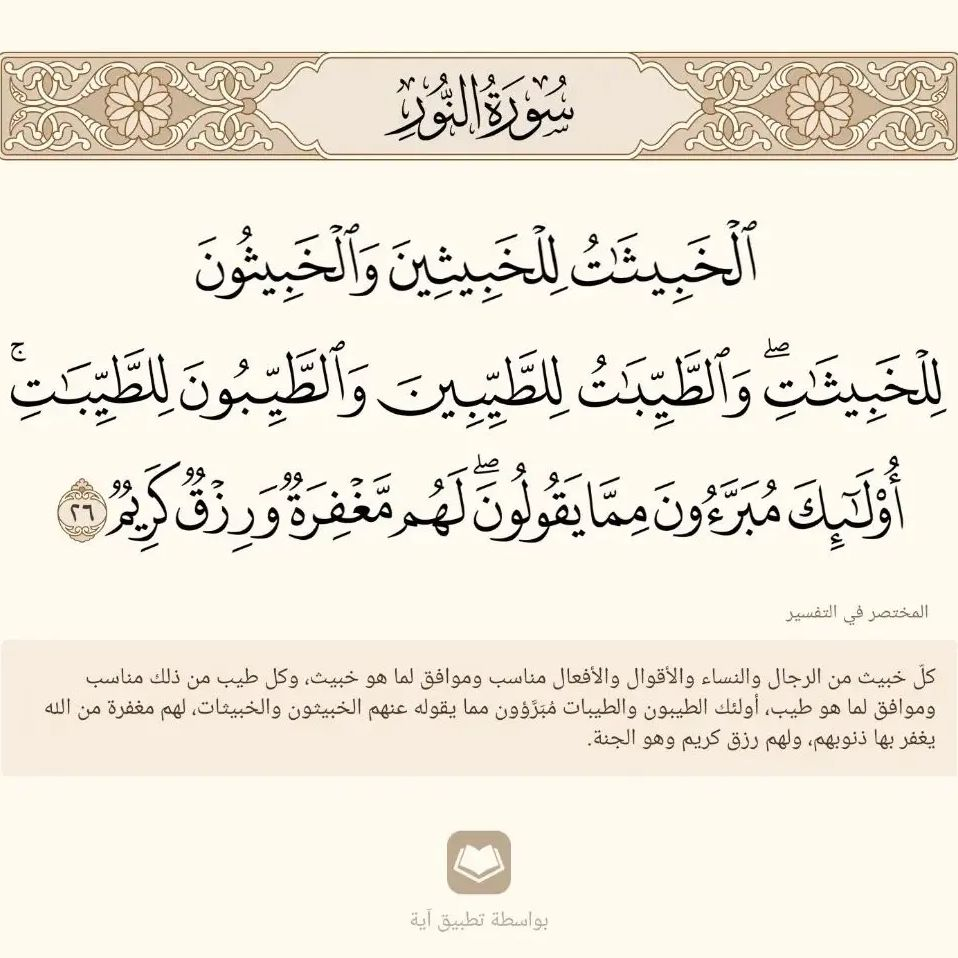 سُورَةُ النُّورِ
ٱلْخَبِيثَٰتُ لِلْخَبِيثِينَ وَٱلْخَبِيثُونَ
لِلْخَبِيثَٰتِۖ وَٱلطَّيِّبَٰتُ لِلطَّيِّبِينَ وَٱلطَّيِّبُونَ لِلطَّيِّبَٰتِۚ
أُوْلَٰٓئِكَ مُبَرَّءُونَ مِمَّا يَقُولُونَۖ لَهُم مَّغْفِرَةٞ وَرِزْقٞ كَرِيمٞ ٢٦
المختصر في التفسير
كلّ خبيث من الرجال والنساء والأقوال والأفعال مناسب وموافق لما هو خبيث، وكل طيب من ذلك مناسب
وموافق لما هو طيب، أولئك الطيبون والطيبات مُبَرَّؤون مما يقوله عنهم الخبيثون والخبيثات، لهم مغفرة من الله
يغفر بها ذنوبهم، ولهم رزق كريم وهو الجنة.
بواسطة تطبيق آية